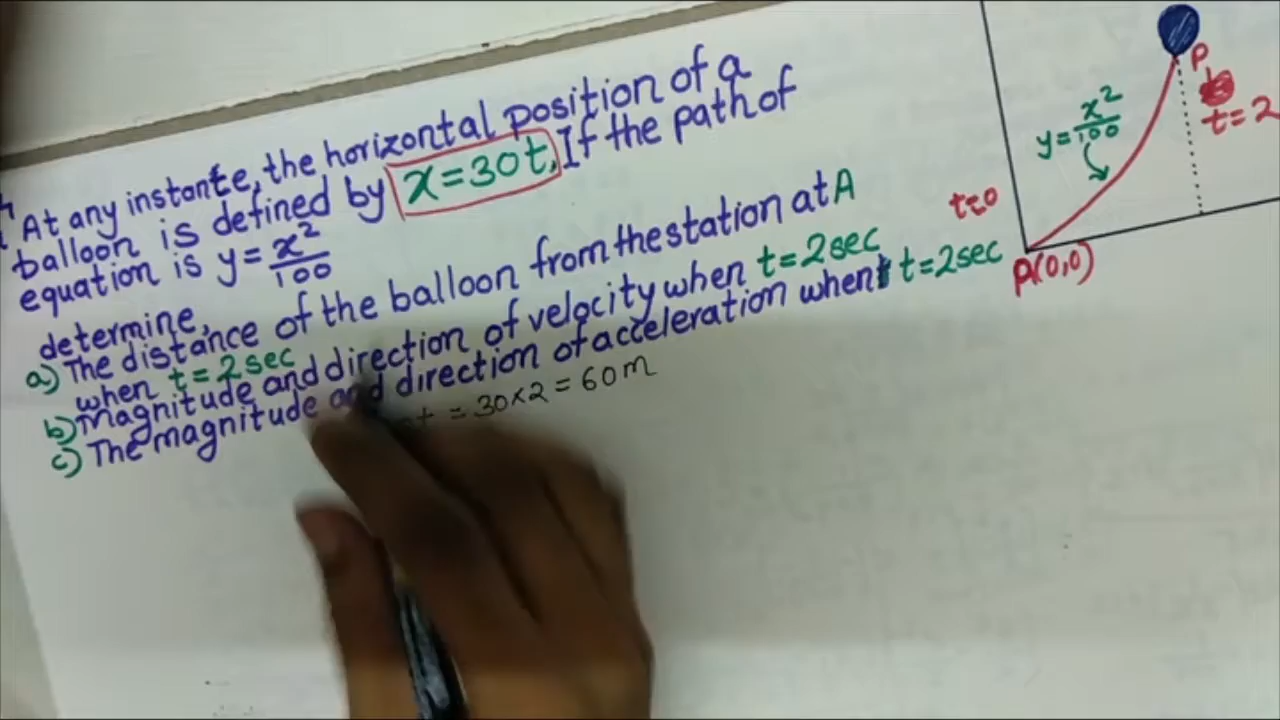 At any instante, the horizontal position of a
balloon is defined by x=30t. If the path of
equation is y= x²/100
determine,
a) The distance of the balloon from the station at A
when t=2sec
b) magnitude and direction of velocity when t=2sec
c) The magnitude and direction of acceleration when t=2sec
t = 30×2 = 60m
P
t=2
y= x²/100
t=0
A(0,0)